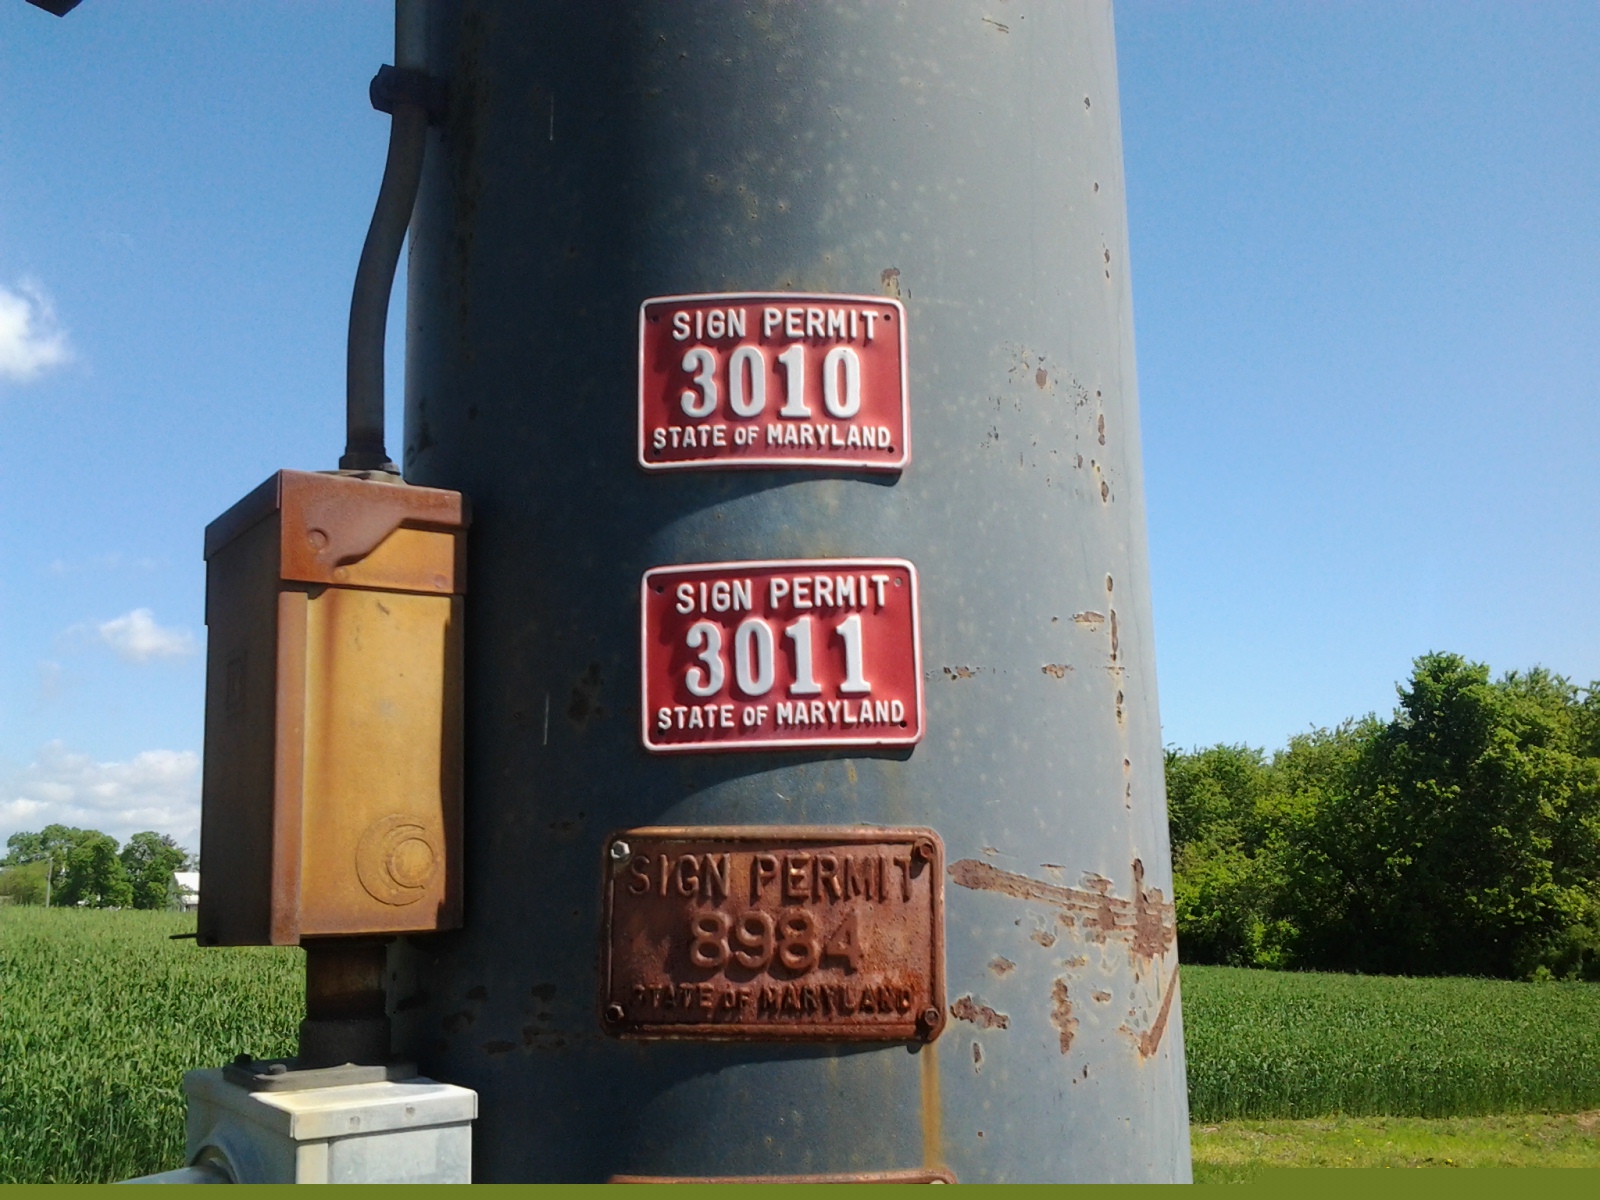 SIGN PERMIT
3010
STATE OF MARYLAND
SIGN PERMIT
3011
STATE OF MARYLAND
SIGN PERMIT
8984
STATE OF MARYLAND